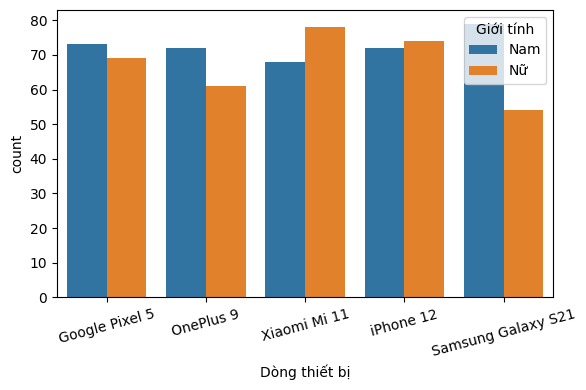 Giới tính
Nam
Nữ
80
70
60
50
40
30
20
10
0
count
Google Pixel 5
OnePlus 9
Xiaomi Mi 11
iPhone 12
Samsung Galaxy S21
Dòng thiết bị